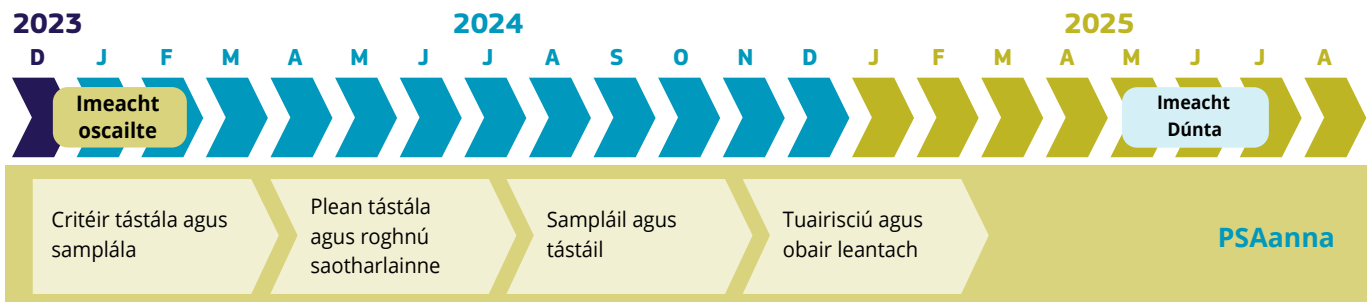 2023 2024 2025
D J F M A M J J A S O N D J F M A M J J A
Imeacht
oscailte
Imeacht
Dúnta
Critéir tástála agus
samplála
Plean tástála
agus roghnú
saotharlainne
Sampláil agus
tástáil
Tuairisciú agus
obair leantach
PSAanna